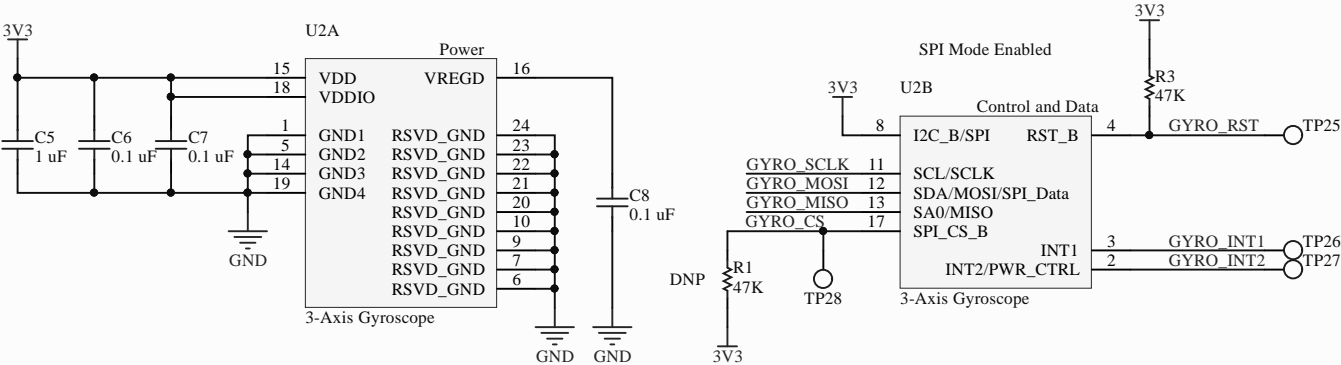 3V3
U2A
Power
15 VDD VREGD 16
18 VDDIO
1 GND1 RSVD_GND 24
5 GND2 RSVD_GND 23
14 GND3 RSVD_GND 22
19 GND4 RSVD_GND 21
RSVD_GND 20
RSVD_GND 10
RSVD_GND 9
RSVD_GND 7
RSVD_GND 6
3-Axis Gyroscope
C5
1 uF
C6
0.1 uF
C7
0.1 uF
GND
C8
0.1 uF
GND
GND
SPI Mode Enabled
3V3
R3
47K
3V3
U2B
Control and Data
8 I2C_B/SPI RST_B 4 GYRO_RST TP25
GYRO_SCLK 11 SCL/SCLK
GYRO_MOSI 12 SDA/MOSI/SPI_Data
GYRO_MISO 13 SA0/MISO
GYRO_CS 17 SPI_CS_B
INT1 3 GYRO_INT1 TP26
INT2/PWR_CTRL 2 GYRO_INT2 TP27
3-Axis Gyroscope
DNP
R1
47K
TP28
3V3